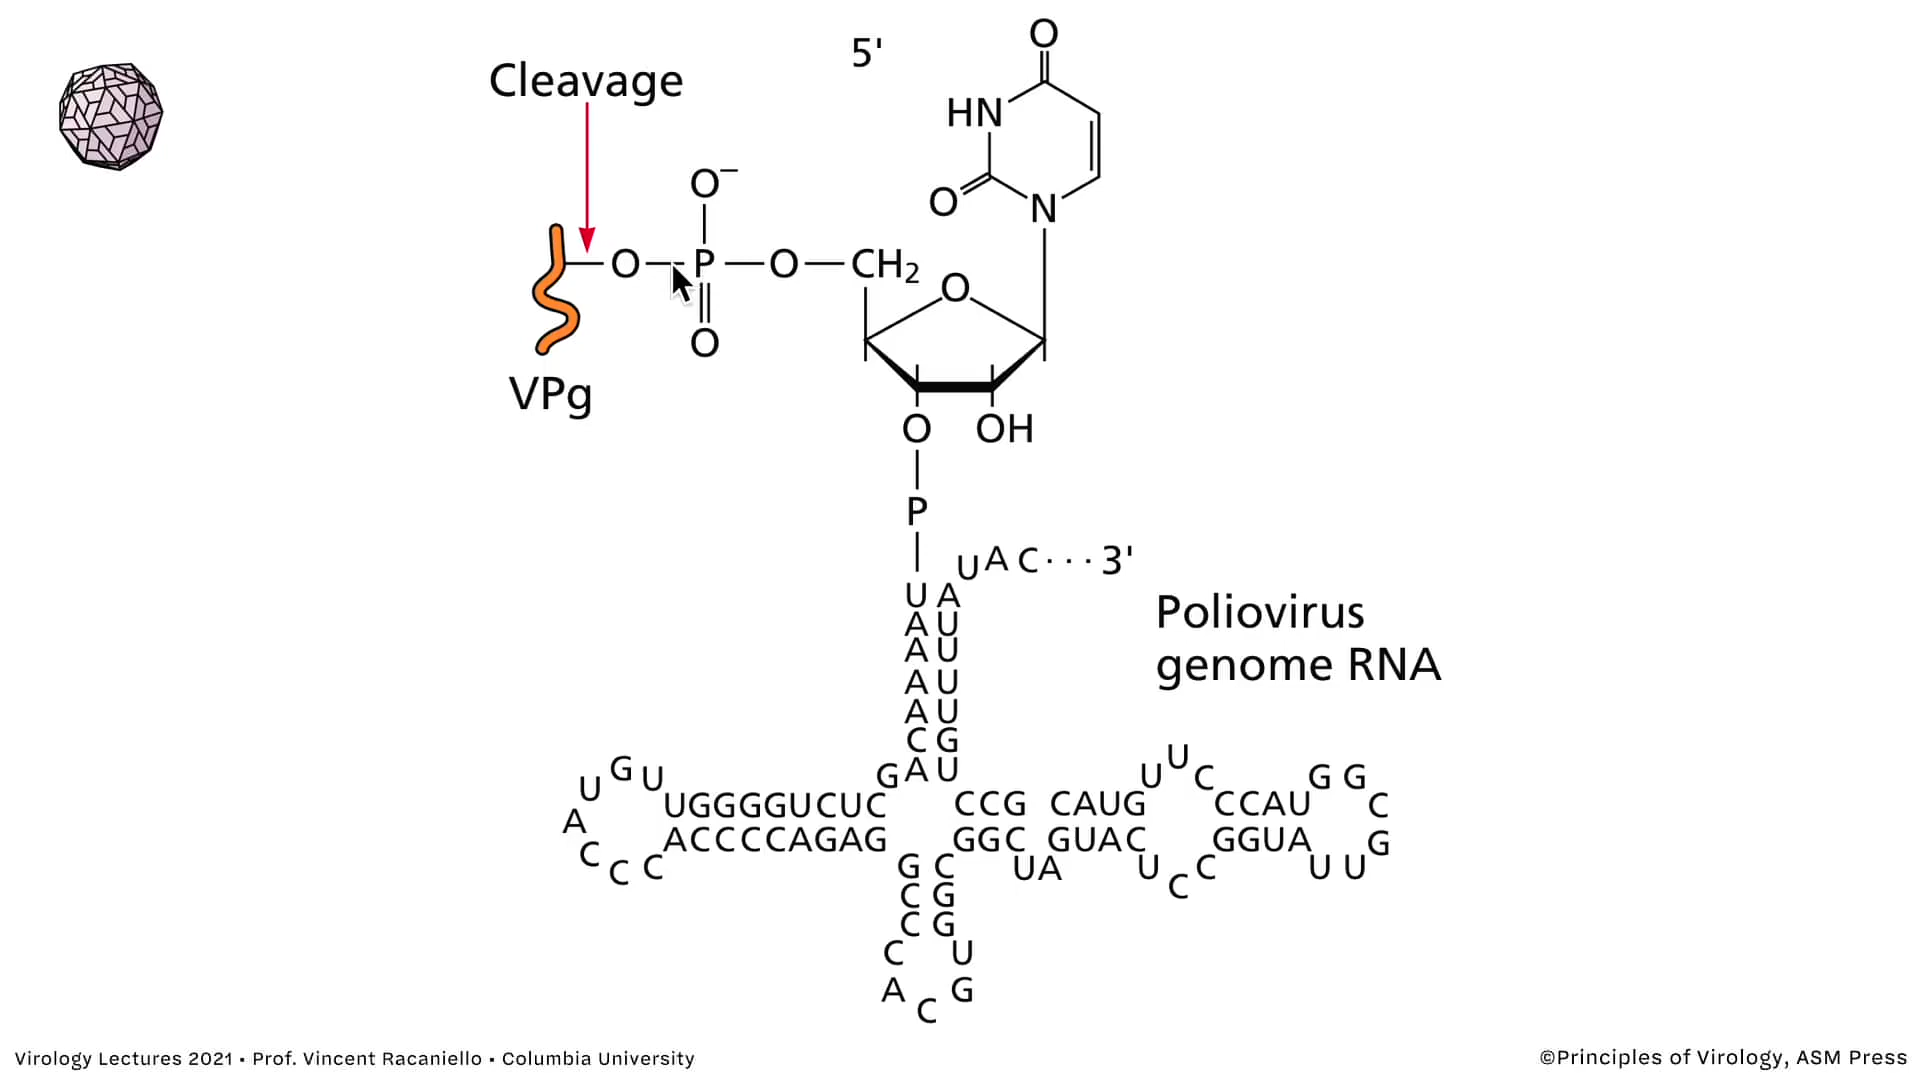 5'
Cleavage
O
HN
O
N
O⁻
O P O CH₂
O
O
VPg
O OH
P
UAC···3'
U A
A U
A U
A U
A U
C G
G A U
Poliovirus
genome RNA
U G U
A
UGGGGUCUC
ACCCCAGAG
C C C
CCG CAUG
U U C
CCAU
G G
C
G
GGC GUAC
UA
U C C
GGUA
U U
G C
C G
C G
C U
A C G
Virology Lectures 2021 • Prof. Vincent Racaniello • Columbia University
©Principles of Virology, ASM Press